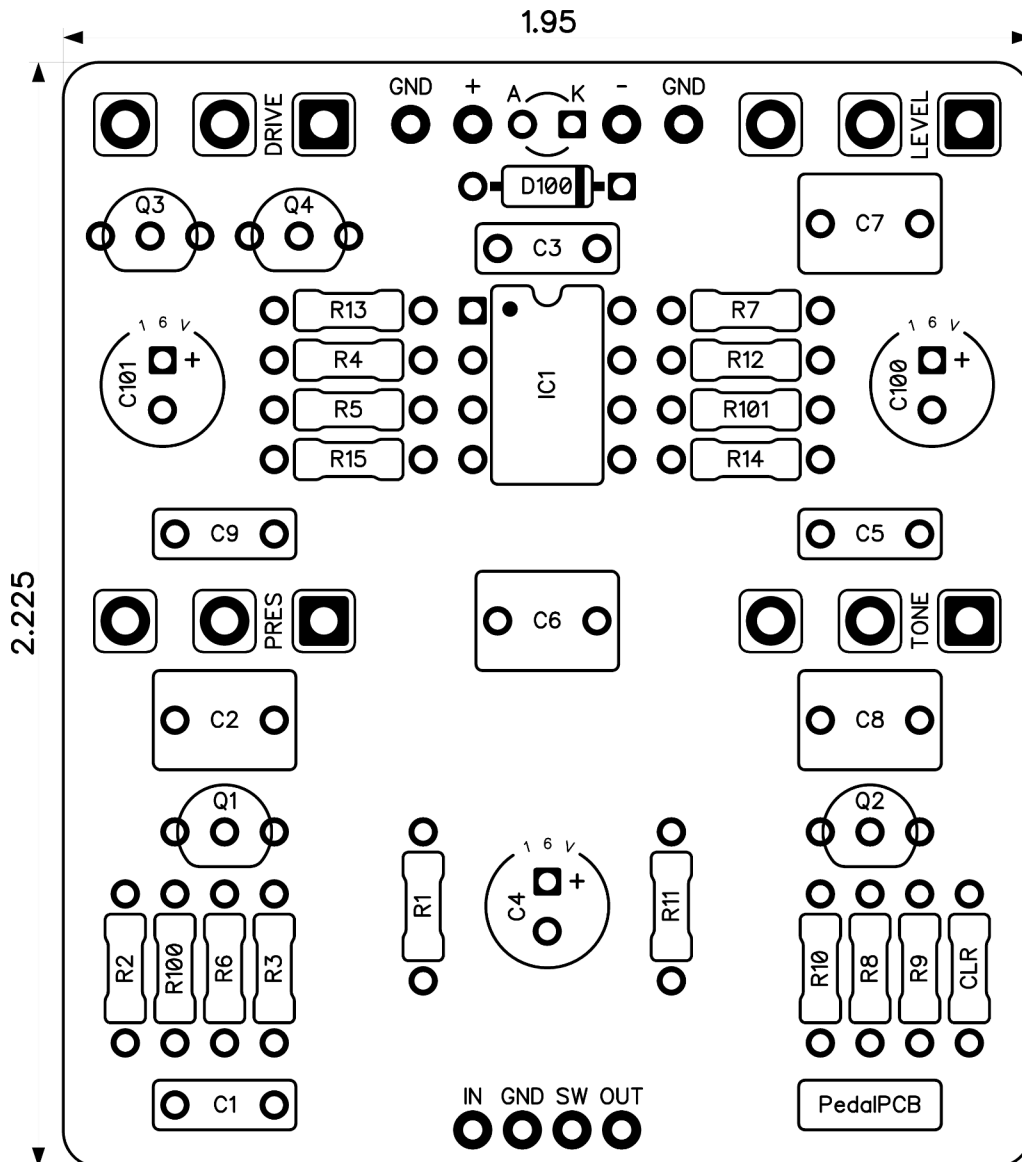 1.95
GND + A K - GND
DRIVE
LEVEL
D100
Q3
Q4
C3
C7
R13
R7
1 6 V
+
C101
R4
IC1
R12
1 6 V
+
C100
R5
R101
R15
R14
C9
C5
2.225
PRES
C6
TONE
C2
C8
Q1
Q2
1 6 V
+
C4
R1
R11
R2
R100
R6
R3
R10
R8
R9
CLR
C1
IN GND SW OUT
PedalPCB